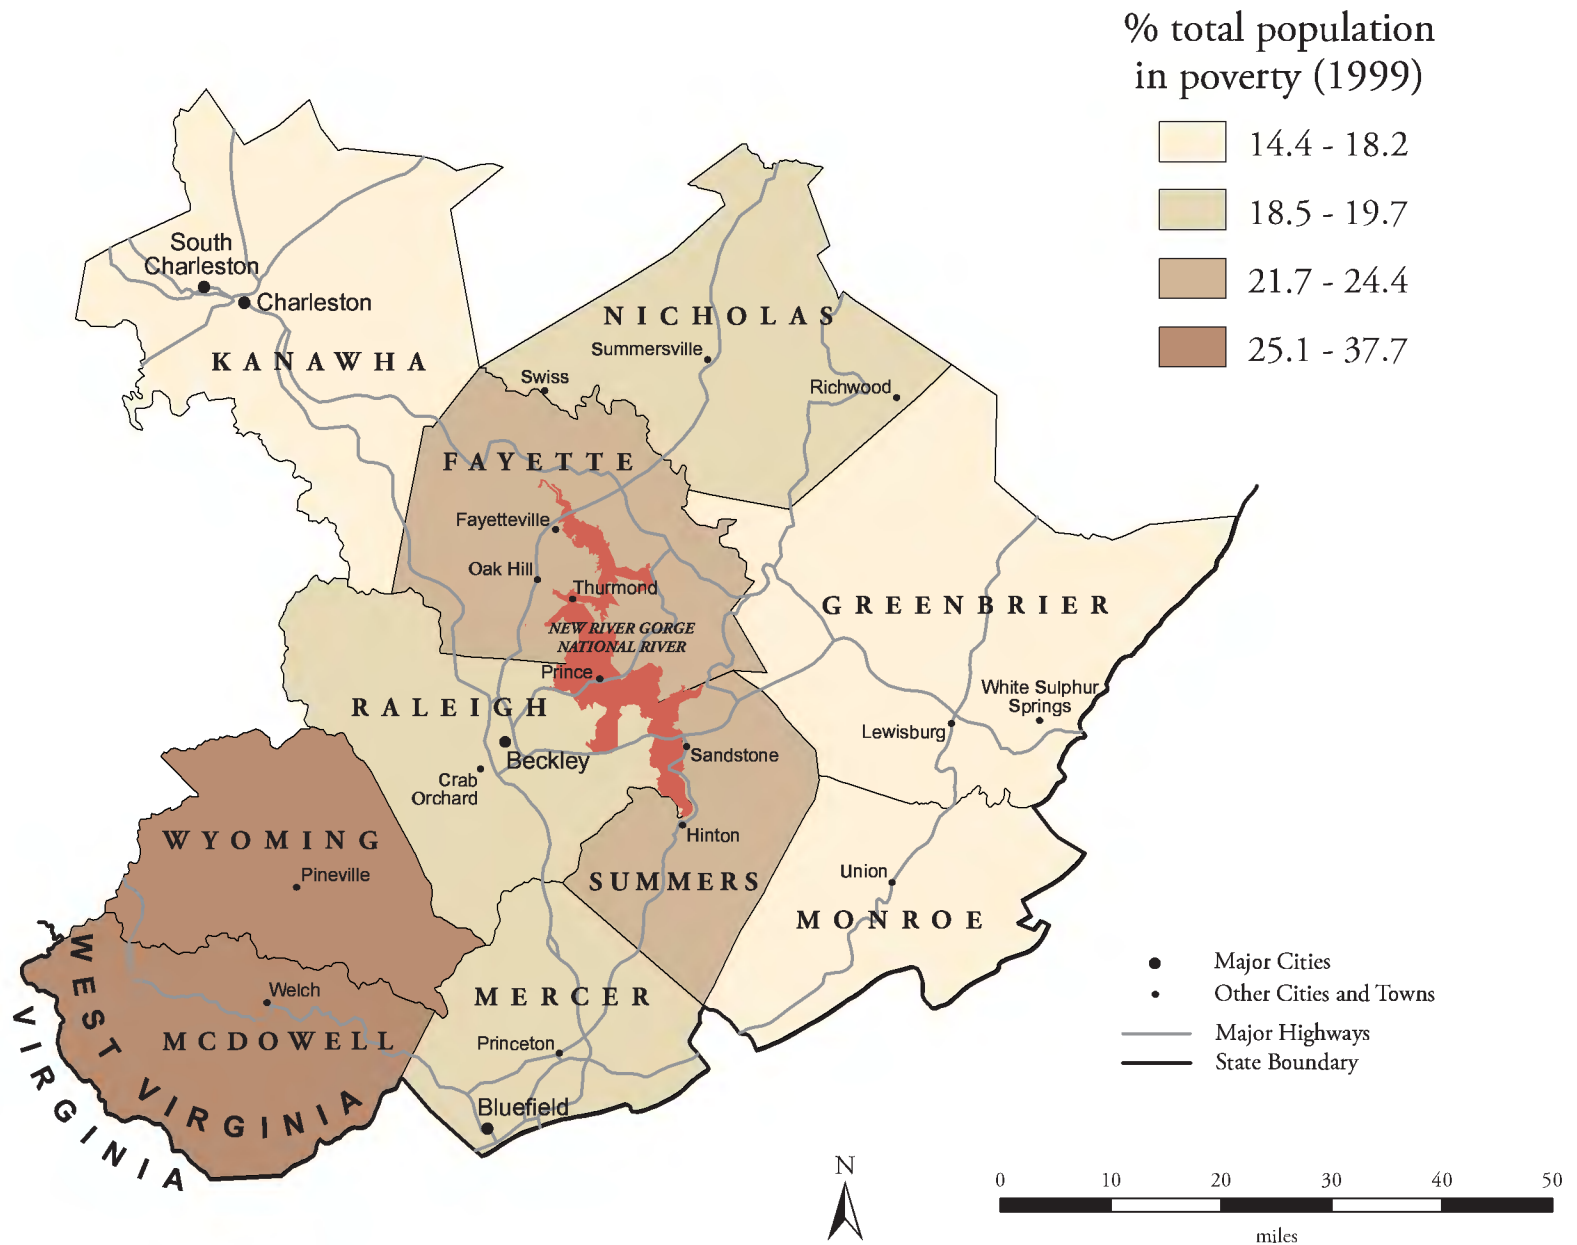 % total population
in poverty (1999)
14.4 - 18.2
18.5 - 19.7
21.7 - 24.4
25.1 - 37.7
South
Charleston
Charleston
KANAWHA
NICHOLAS
Summersville
Swiss
Richwood
FAYETTE
Fayetteville
Oak Hill
Thurmond
NEW RIVER GORGE
NATIONAL RIVER
Prince
GREENBRIER
White Sulphur
Springs
Lewisburg
RALEIGH
Beckley
Crab
Orchard
Sandstone
Hinton
SUMMERS
WYOMING
Pineville
Union
MONROE
WEST VIRGINIA
VIRGINIA
Welch
MCDOWELL
MERCER
Princeton
Bluefield
Major Cities
Other Cities and Towns
Major Highways
State Boundary
N
0 10 20 30 40 50
miles